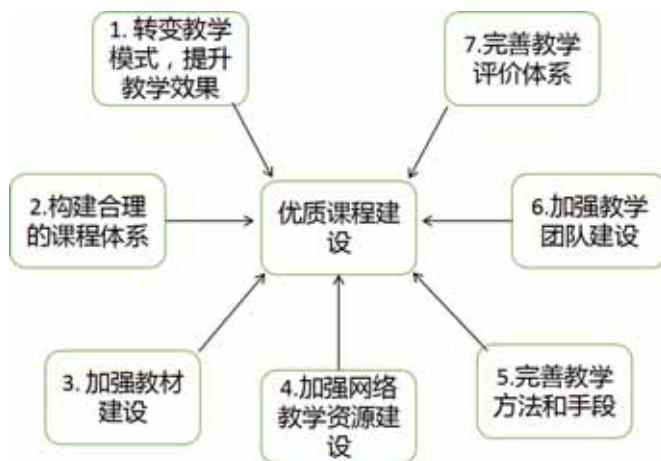 1. 转变教学
模式，提升
教学效果
7.完善教学
评价体系
2.构建合理
的课程体系
优质课程建
设
6.加强教学
团队建设
3. 加强教材
建设
4.加强网络
教学资源建
设
5.完善教学
方法和手段